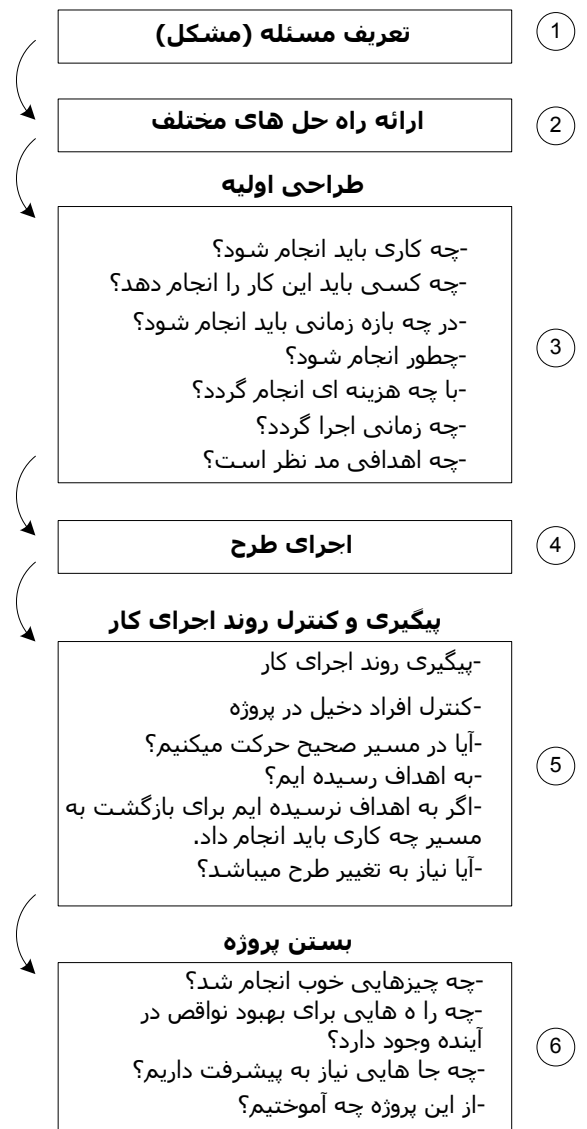 تعریف مسئله (مشکل)
1
ارائه راه حل های مختلف
2
طراحی اولیه
-چه کاری باید انجام شود؟
-چه کسی باید این کار را انجام دهد؟
-در چه بازه زمانی باید انجام شود؟
-چطور انجام شود؟
-با چه هزینه ای انجام گردد؟
-چه زمانی اجرا گردد؟
-چه اهدافی مد نظر است؟
3
اجرای طرح
4
پیگیری و کنترل روند اجرای کار
-پیگیری روند اجرای کار
-کنترل افراد دخیل در پروژه
-آیا در مسیر صحیح حرکت میکنیم؟
-به اهداف رسیده ایم؟
-اگر به اهداف نرسیده ایم برای بازگشت به
مسیر چه کاری باید انجام داد.
-آیا نیاز به تغییر طرح میباشد؟
5
بستن پروژه
-چه چیزهایی خوب انجام شد؟
-چه را ه هایی برای بهبود نواقص در
آینده وجود دارد؟
-چه جا هایی نیاز به پیشرفت داریم؟
-از این پروژه چه آموختیم؟
6